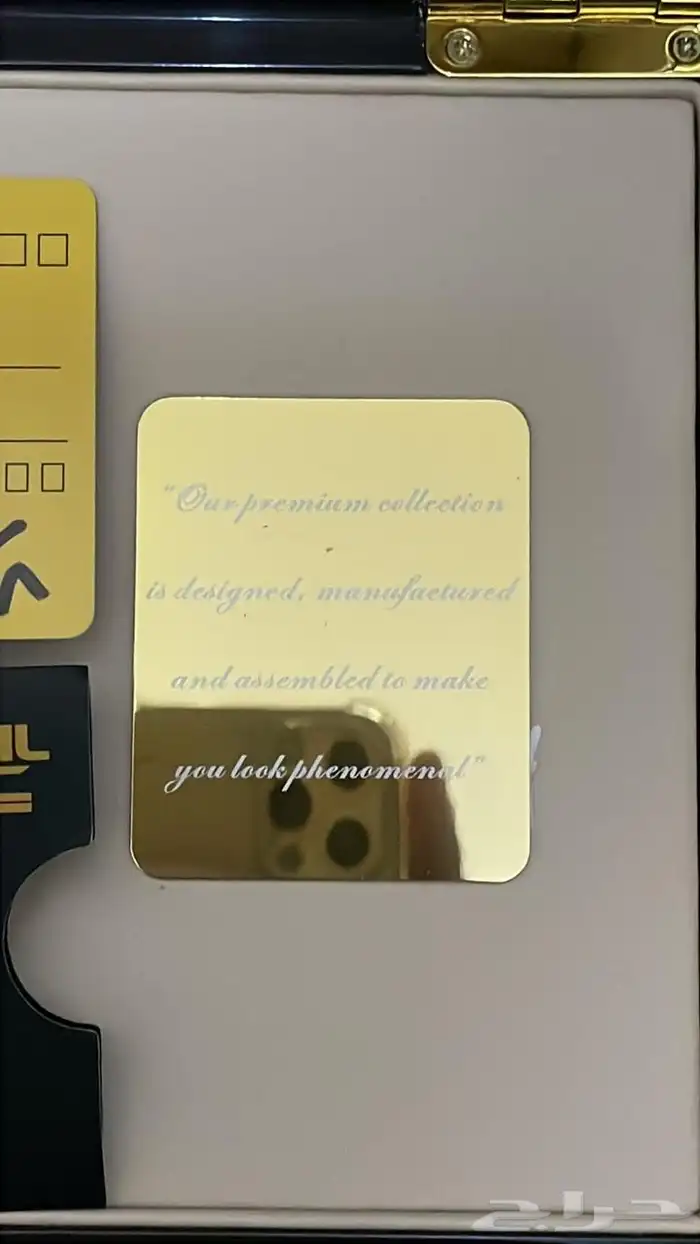 "Our premium collection
is designed, manufactured
and assembled to make
you look phenomenal"
حراج